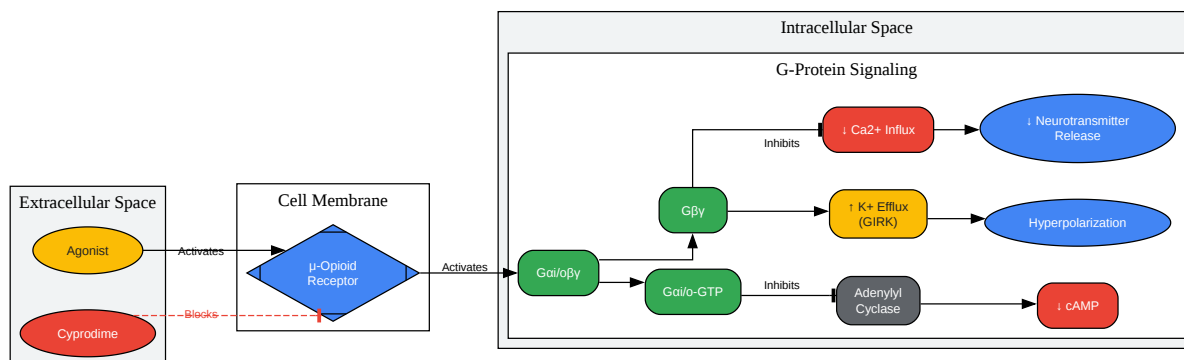 Intracellular Space
G-Protein Signaling
↓ Ca2+ Influx
↓ Neurotransmitter
Release
Inhibits
Extracellular Space
Cell Membrane
Gβγ
↑ K+ Efflux
(GIRK)
Hyperpolarization
Agonist
Activates
μ-Opioid
Receptor
Activates
Gαi/oβγ
Gαi/o-GTP
Inhibits
Adenylyl
Cyclase
↓ cAMP
Blocks
Cyprodime